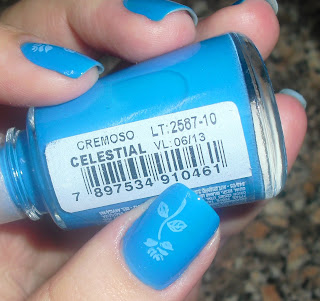 CREMOSO LT:2587-10
CELESTIAL VL:06/13
7 897534 910461